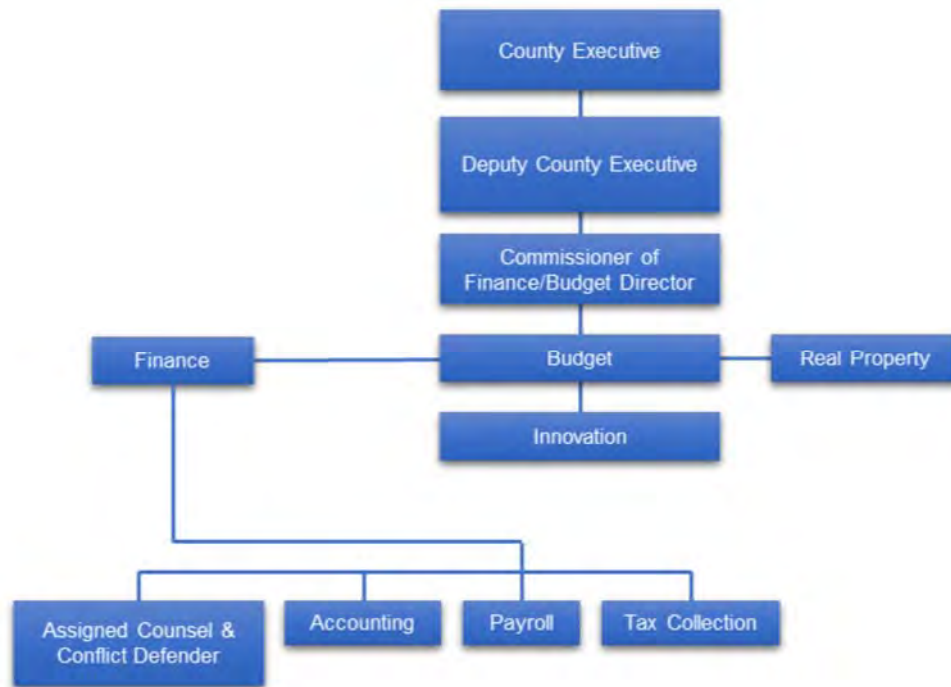 County Executive
Deputy County Executive
Commissioner of
Finance/Budget Director
Finance
Budget
Real Property
Innovation
Assigned Counsel &
Conflict Defender
Accounting
Payroll
Tax Collection